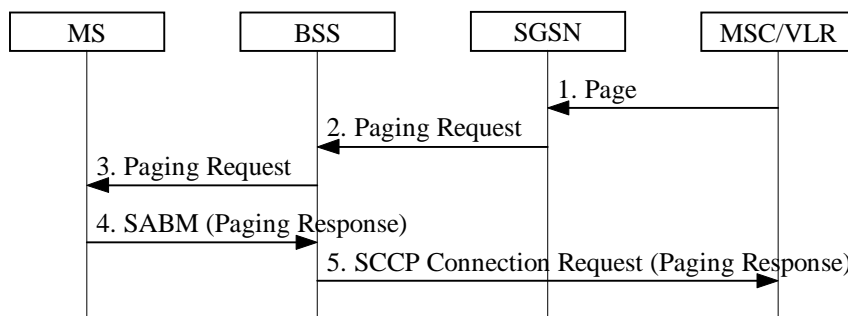 MS
BSS
SGSN
MSC/VLR
1. Page
2. Paging Request
3. Paging Request
4. SABM (Paging Response)
5. SCCP Connection Request (Paging Response)